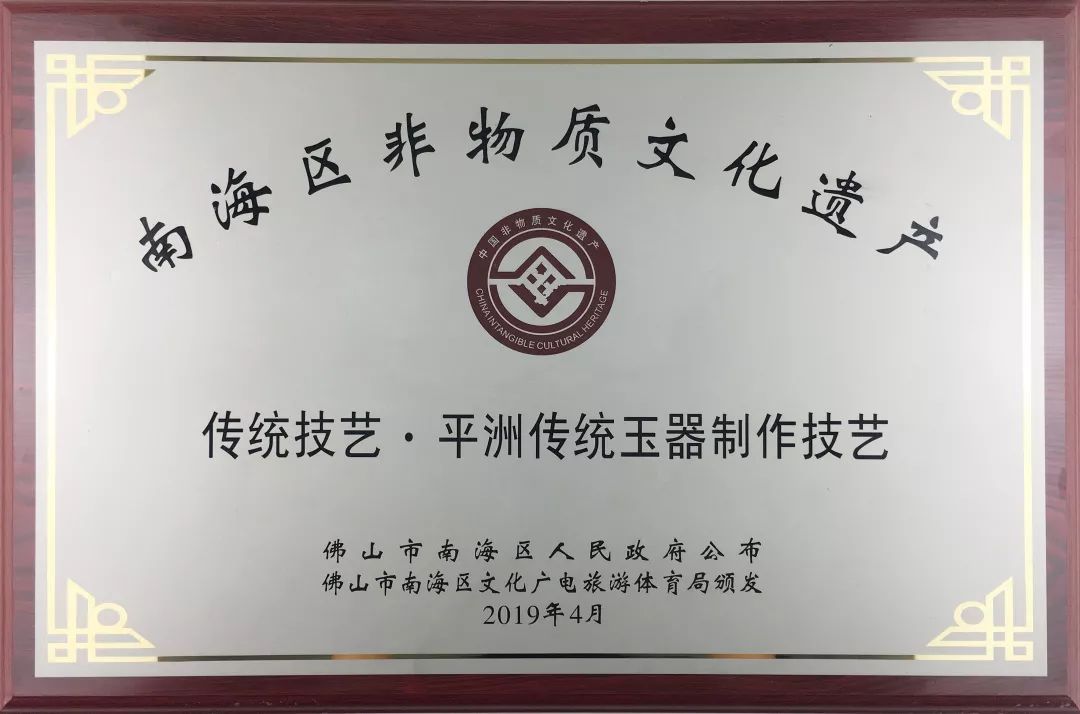 南海区非物质文化遗产
中国非物质文化遗产
CHINA INTANGIBLE CULTURAL HERITAGE
传统技艺·平洲传统玉器制作技艺
佛山市南海区人民政府公布
佛山市南海区文化广电旅游体育局颁发
2019年4月